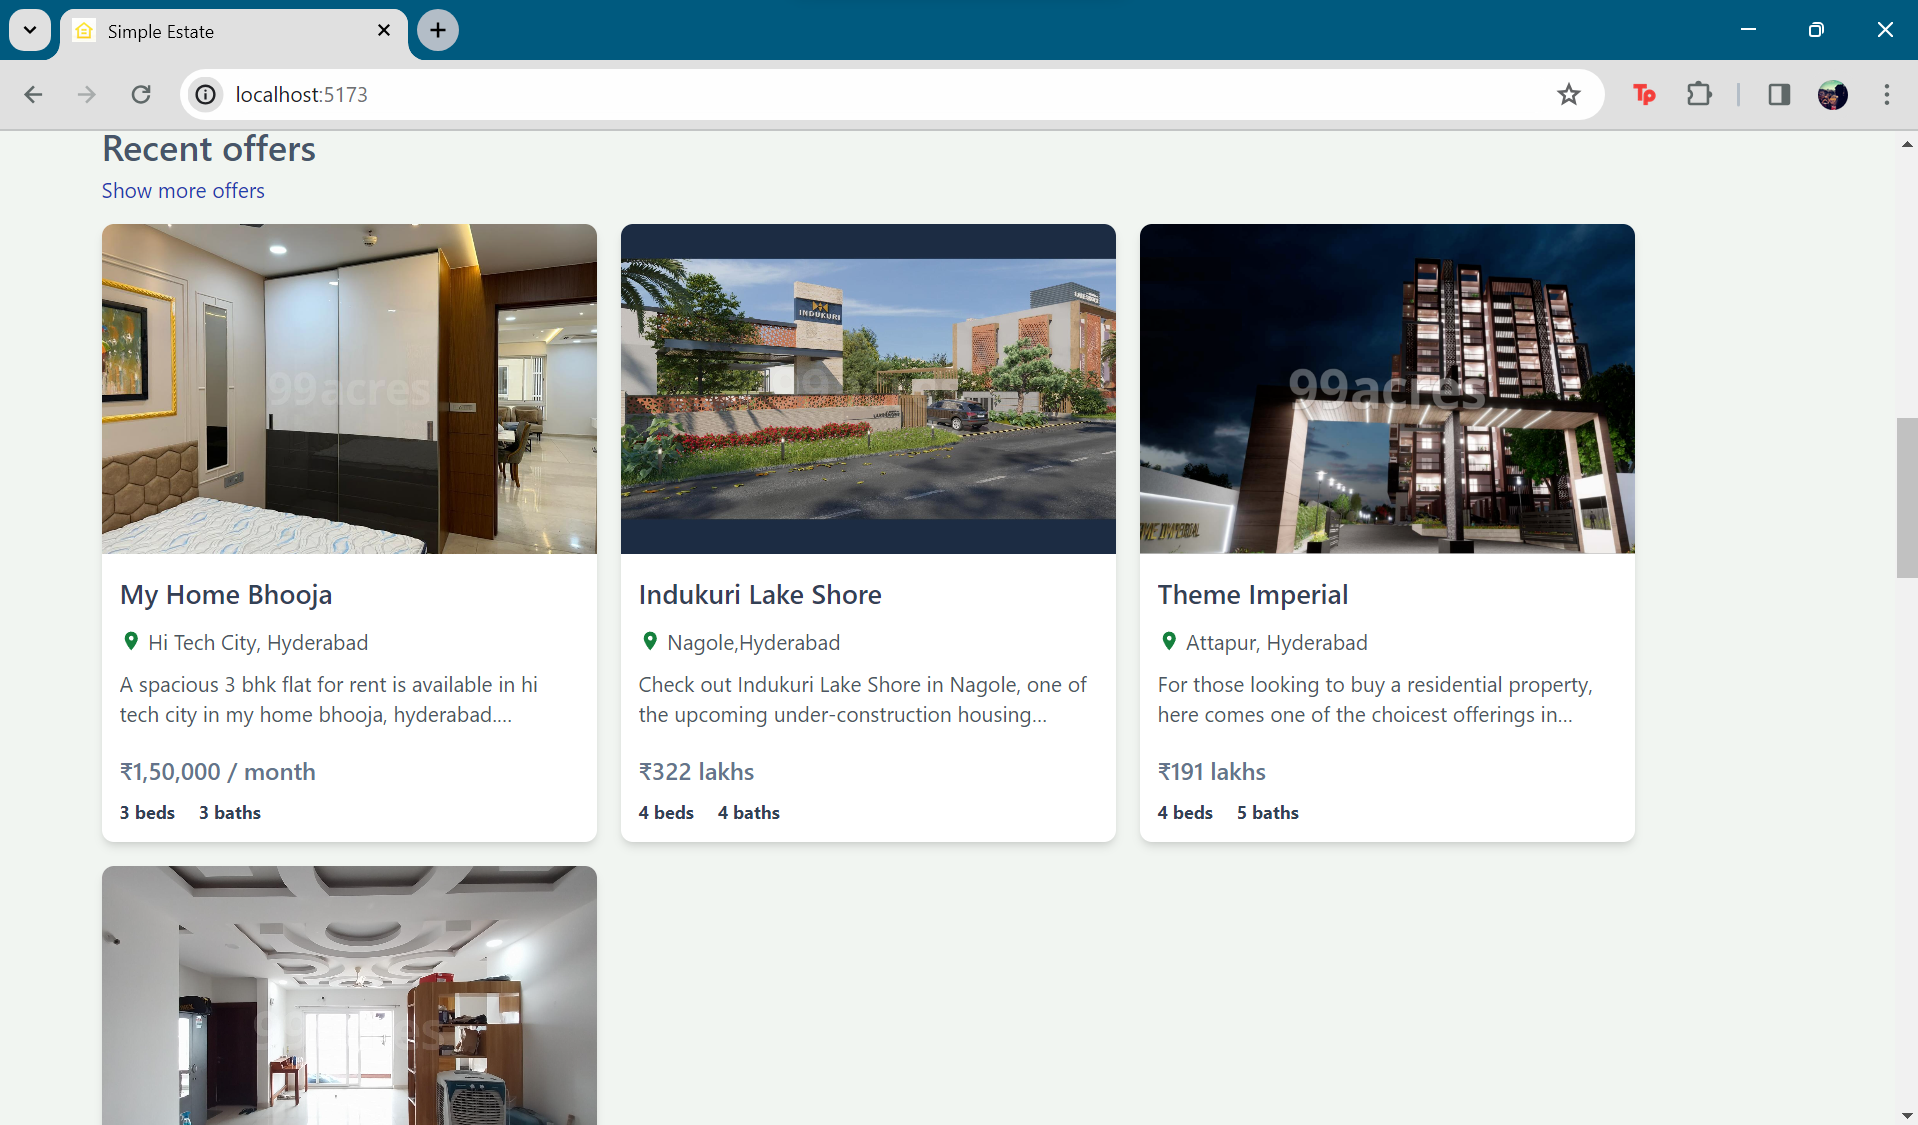 Simple Estate
localhost:5173
Tp
Recent offers
Show more offers
99acres
INDUKURI
99acres
My Home Bhooja
Hi Tech City, Hyderabad
A spacious 3 bhk flat for rent is available in hi
tech city in my home bhooja, hyderabad....
₹1,50,000 / month
3 beds 3 baths
Indukuri Lake Shore
Nagole,Hyderabad
Check out Indukuri Lake Shore in Nagole, one of
the upcoming under-construction housing...
₹322 lakhs
4 beds 4 baths
Theme Imperial
Attapur, Hyderabad
For those looking to buy a residential property,
here comes one of the choicest offerings in...
₹191 lakhs
4 beds 5 baths